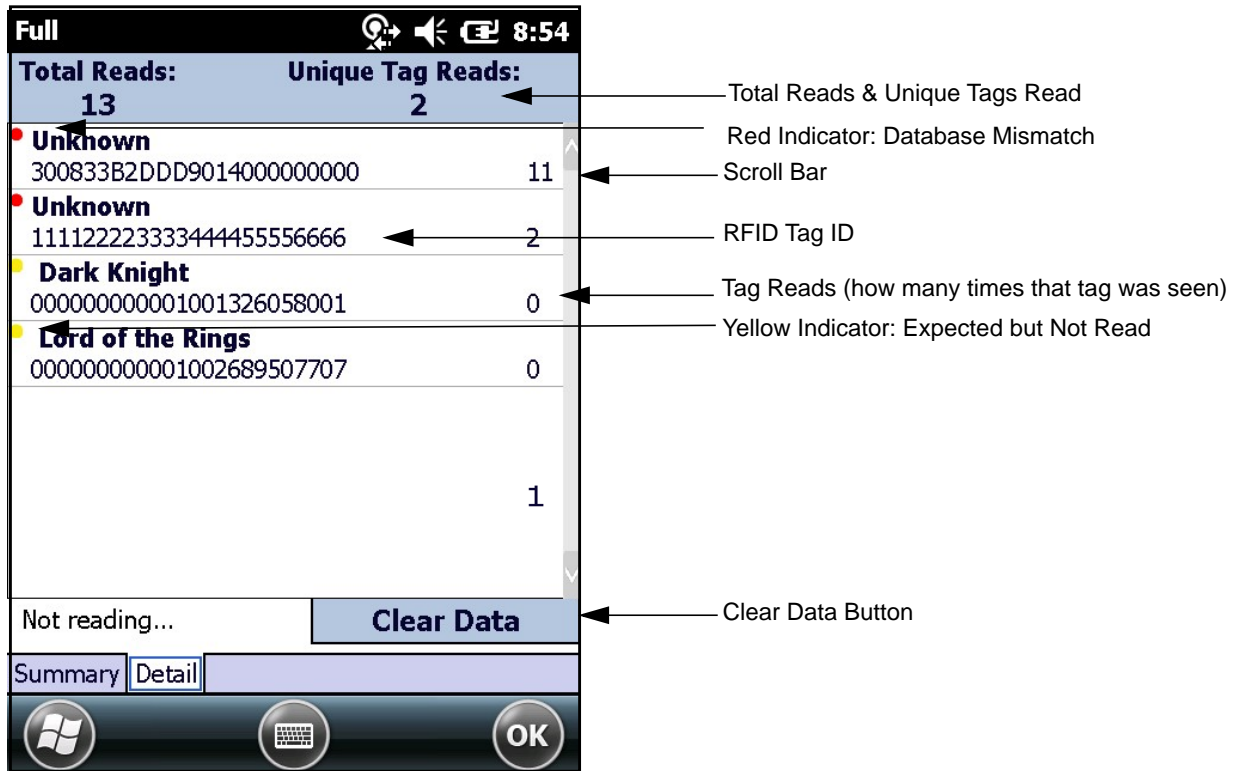 Full 8:54
Total Reads: Unique Tag Reads:
13 2
Total Reads & Unique Tags Read
Red Indicator: Database Mismatch
Unknown
300833B2DDD9014000000000 11
Scroll Bar
Unknown
111122223333444455556666 2
RFID Tag ID
Dark Knight
000000000001001326058001 0
Tag Reads (how many times that tag was seen)
Yellow Indicator: Expected but Not Read
Lord of the Rings
000000000001002689507707 0
1
Not reading... Clear Data
Clear Data Button
Summary Detail
OK